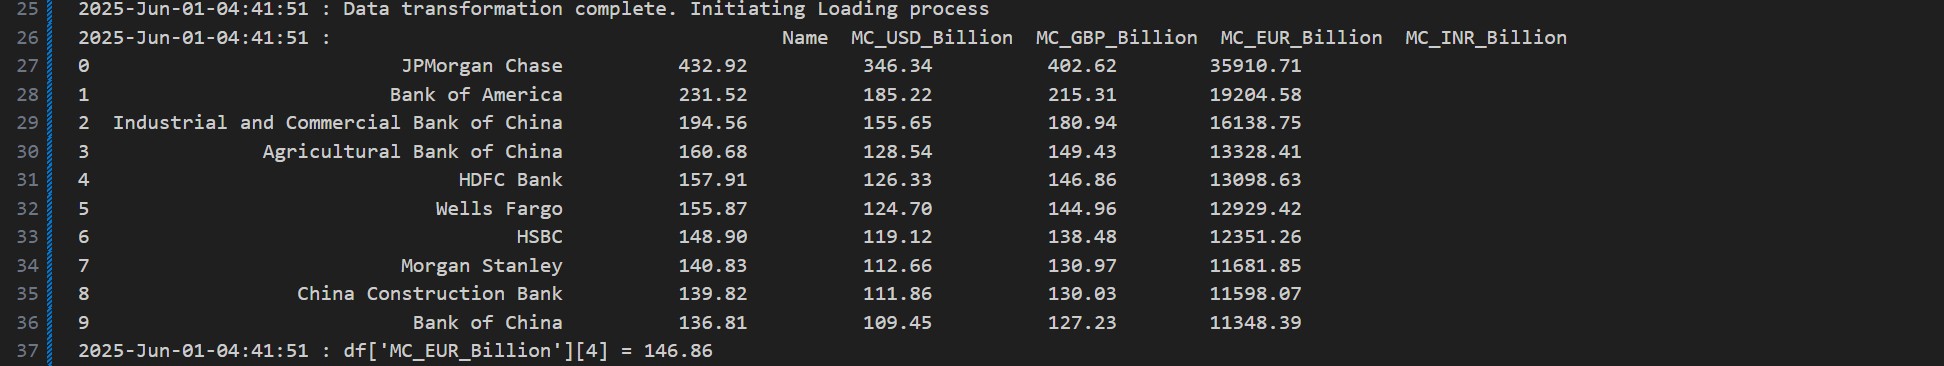 25 2025-Jun-01-04:41:51 : Data transformation complete. Initiating Loading process
26 2025-Jun-01-04:41:51 : Name MC_USD_Billion MC_GBP_Billion MC_EUR_Billion MC_INR_Billion
27 0 JPMorgan Chase 432.92 346.34 402.62 35910.71
28 1 Bank of America 231.52 185.22 215.31 19204.58
29 2 Industrial and Commercial Bank of China 194.56 155.65 180.94 16138.75
30 3 Agricultural Bank of China 160.68 128.54 149.43 13328.41
31 4 HDFC Bank 157.91 126.33 146.86 13098.63
32 5 Wells Fargo 155.87 124.70 144.96 12929.42
33 6 HSBC 148.90 119.12 138.48 12351.26
34 7 Morgan Stanley 140.83 112.66 130.97 11681.85
35 8 China Construction Bank 139.82 111.86 130.03 11598.07
36 9 Bank of China 136.81 109.45 127.23 11348.39
37 2025-Jun-01-04:41:51 : df['MC_EUR_Billion'][4] = 146.86